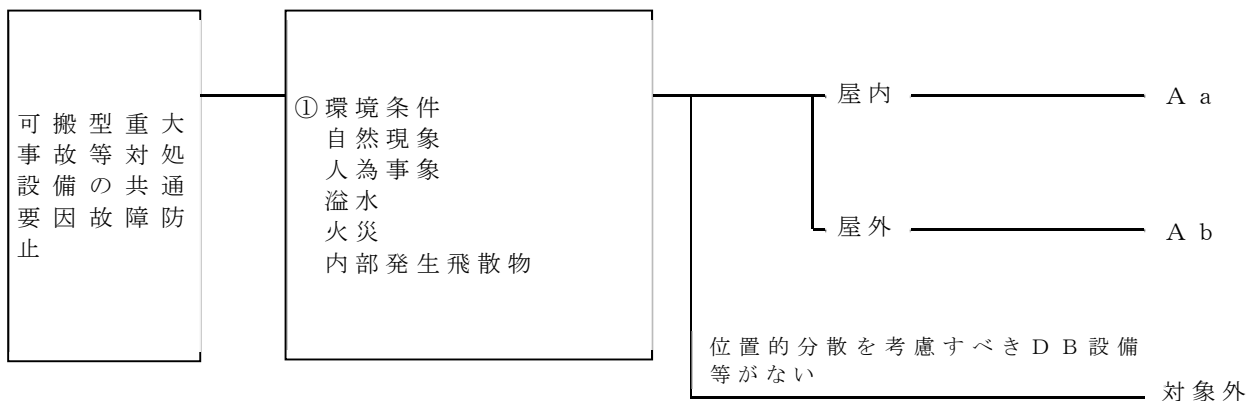 可搬型重大
事故等対処
設備の共通
要因故障防
止
①環境条件
自然現象
人為事象
溢水
火災
内部発生飛散物
屋内
Ａａ
屋外
Ａｂ
位置的分散を考慮すべきＤＢ設備
等がない
対象外